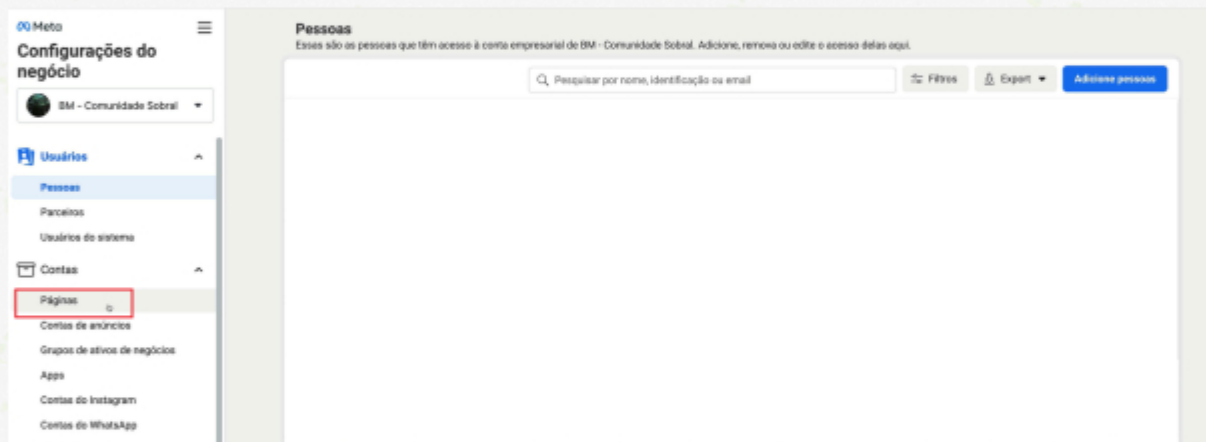 Meta
Configurações do
negócio
BM - Comunidade Sobral
Usuários
Pessoas
Parceiros
Usuários do sistema
Contas
Páginas
Contas de anúncios
Grupos de ativos de negócios
Apps
Contas do Instagram
Contas do WhatsApp
Pessoas
Essas são as pessoas que têm acesso à conta empresarial de BM - Comunidade Sobral. Adicione, remova ou edite o acesso delas aqui.
Pesquisar por nome, identificação ou email
Filtros
Export
Adicione pessoas